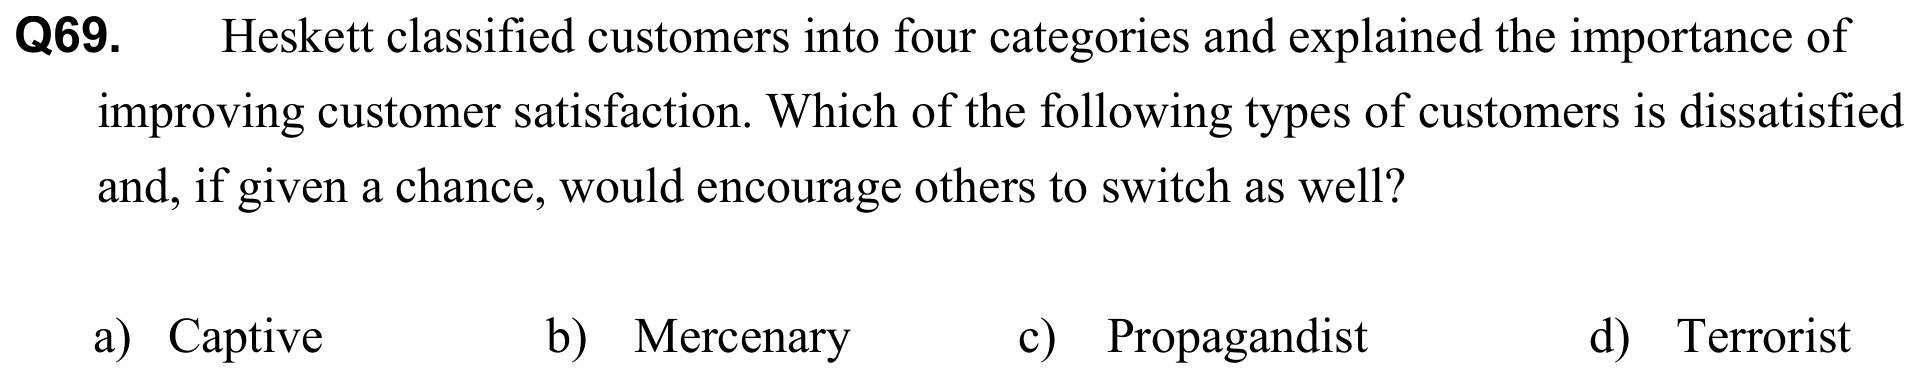 Q69. Heskett classified customers into four categories and explained the importance of
improving customer satisfaction. Which of the following types of customers is dissatisfied
and, if given a chance, would encourage others to switch as well?
a) Captive b) Mercenary c) Propagandist d) Terrorist